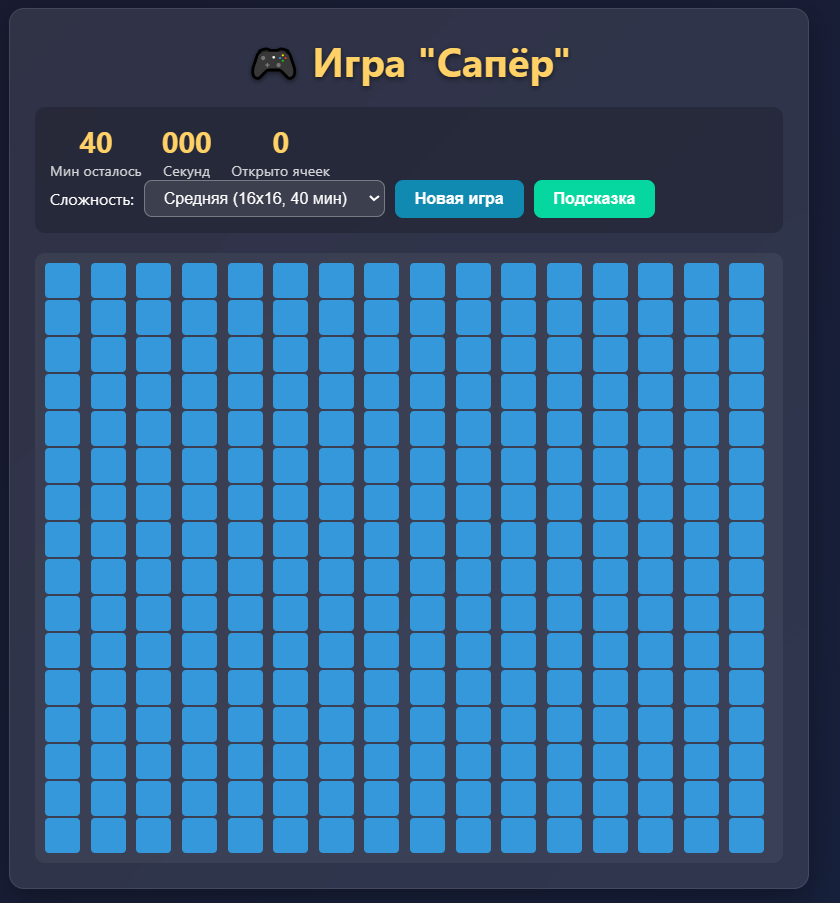 Игра "Сапёр"
40 000 0
Мин осталось Секунд Открыто ячеек
Сложность: Средняя (16x16, 40 мин) Новая игра Подсказка